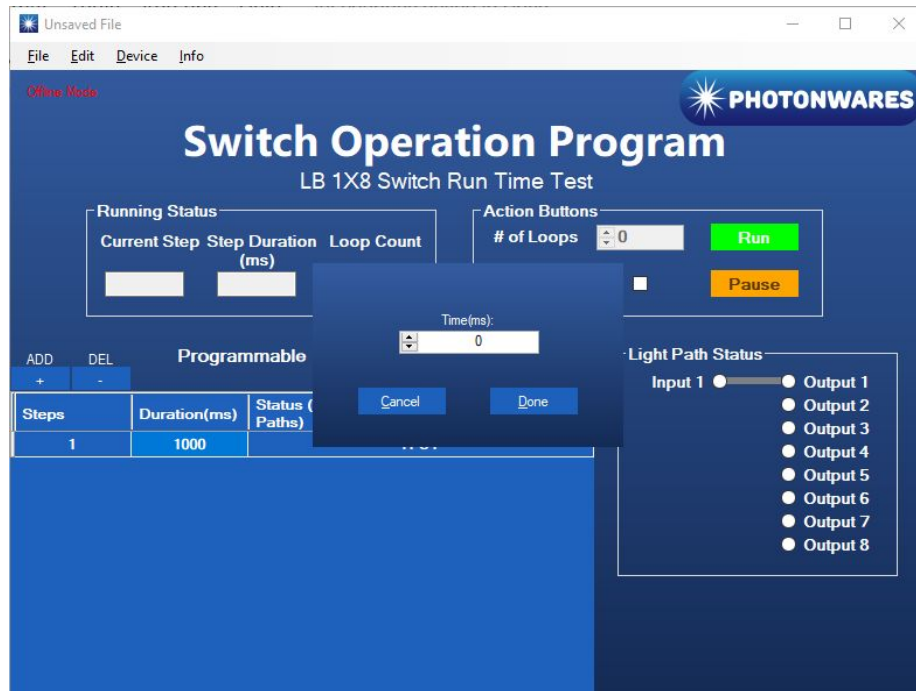 Unsaved File
File Edit Device Info
Offline Mode
PHOTONWARES
Switch Operation Program
LB 1X8 Switch Run Time Test
Running Status
Current Step Step Duration (ms) Loop Count
Action Buttons
# of Loops 0 Run
Pause
Time(ms):
0
Cancel Done
ADD DEL Programmable
+ -
Steps Duration(ms) Status (
Paths)
1 1000
Light Path Status
Input 1 Output 1
Output 2
Output 3
Output 4
Output 5
Output 6
Output 7
Output 8